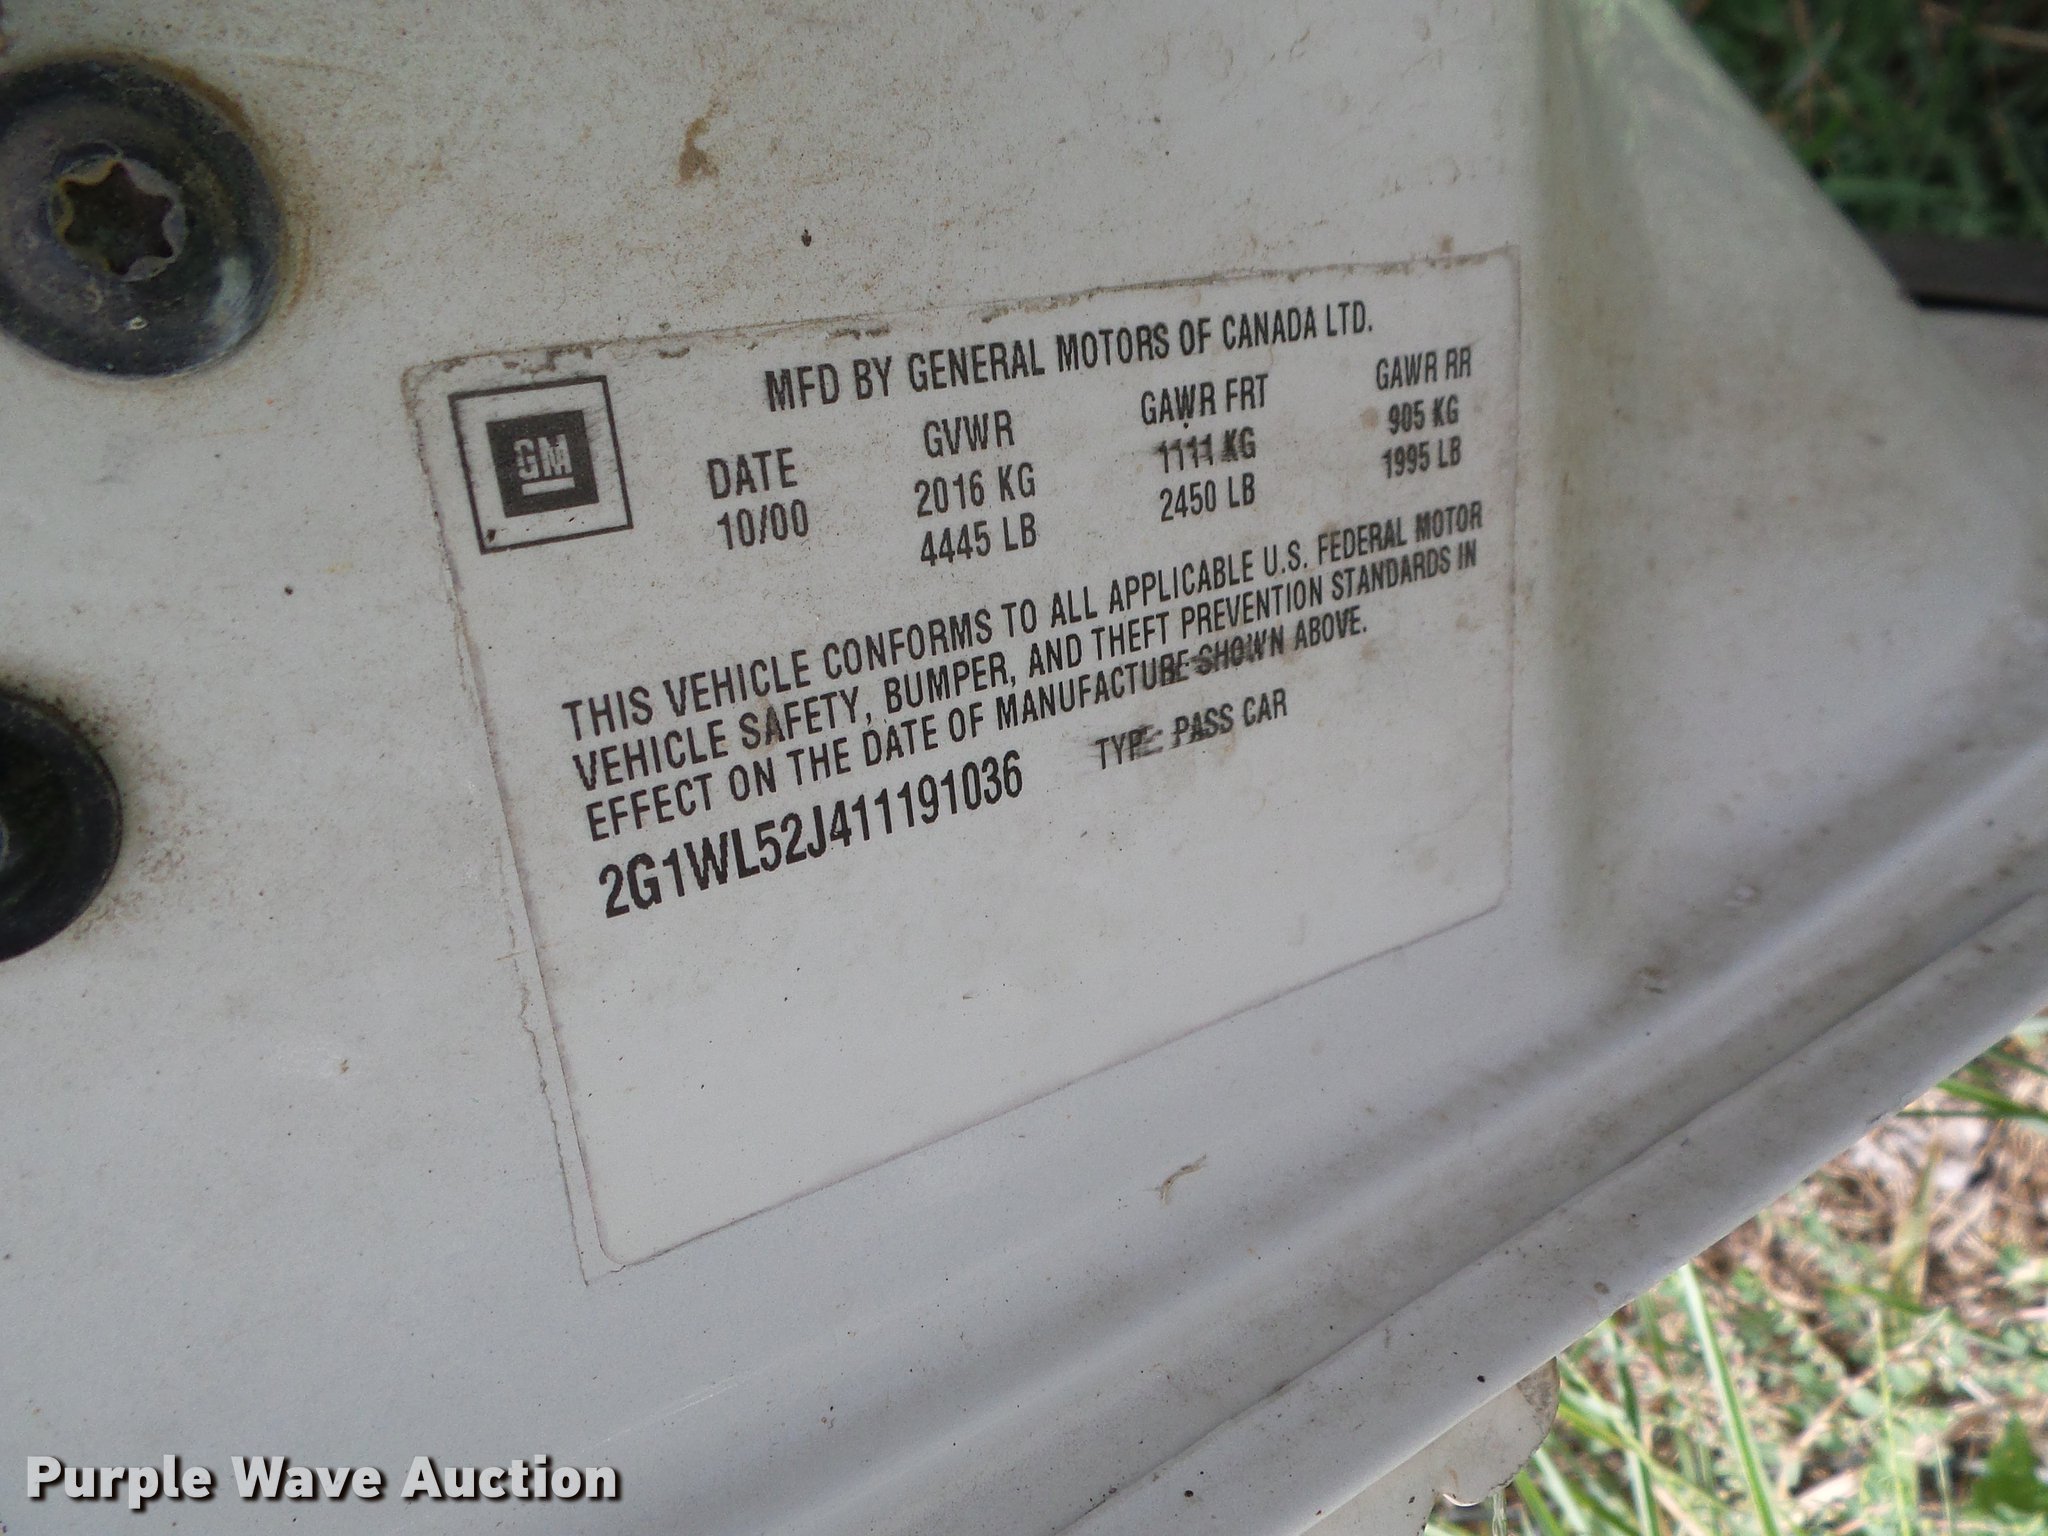 MFD BY GENERAL MOTORS OF CANADA LTD.
GM
DATE GVWR GAWR FRT GAWR RR
10/00 2016 KG 1111 KG 905 KG
4445 LB 2450 LB 1995 LB
THIS VEHICLE CONFORMS TO ALL APPLICABLE U.S. FEDERAL MOTOR
VEHICLE SAFETY, BUMPER, AND THEFT PREVENTION STANDARDS IN
EFFECT ON THE DATE OF MANUFACTURE SHOWN ABOVE.
2G1WL52J411191036 TYPE: PASS CAR
Purple Wave Auction